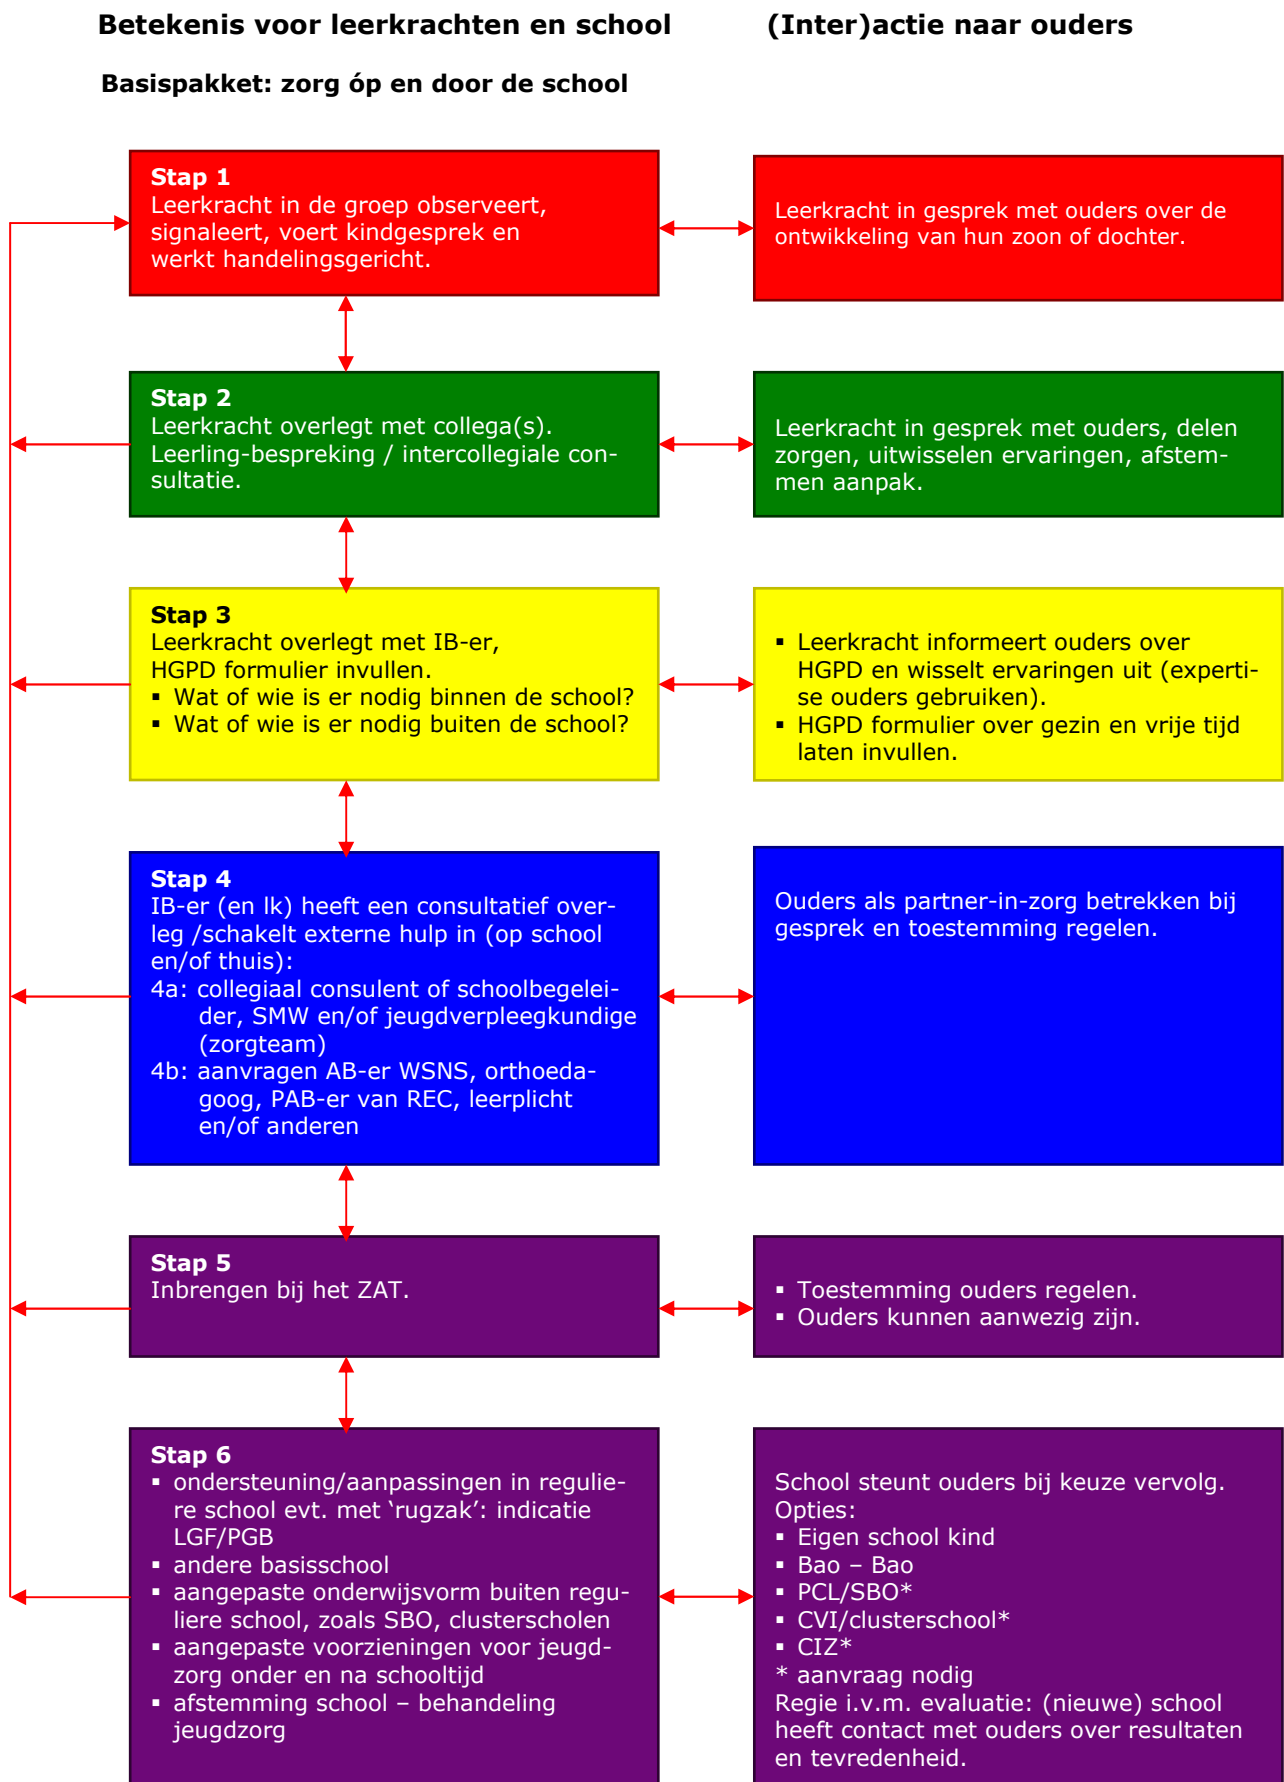 Betekenis voor leerkrachten en school
(Inter)actie naar ouders
Basispakket: zorg óp en door de school
Stap 1
Leerkracht in de groep observeert,
signaleert, voert kindgesprek en
werkt handelingsgericht.
Leerkracht in gesprek met ouders over de
ontwikkeling van hun zoon of dochter.
Stap 2
Leerkracht overlegt met collega(s).
Leerling-bespreking / intercollegiale con-
sultatie.
Leerkracht in gesprek met ouders, delen
zorgen, uitwisselen ervaringen, afstem-
men aanpak.
Stap 3
Leerkracht overlegt met IB-er,
HGPD formulier invullen.
▪ Wat of wie is er nodig binnen de school?
▪ Wat of wie is er nodig buiten de school?
▪ Leerkracht informeert ouders over
HGPD en wisselt ervaringen uit (experti-
se ouders gebruiken).
▪ HGPD formulier over gezin en vrije tijd
laten invullen.
Stap 4
IB-er (en lk) heeft een consultatief over-
leg /schakelt externe hulp in (op school
en/of thuis):
4a: collegiaal consulent of schoolbegelei-
der, SMW en/of jeugdverpleegkundige
(zorgteam)
4b: aanvragen AB-er WSNS, orthoeda-
goog, PAB-er van REC, leerplicht
en/of anderen
Ouders als partner-in-zorg betrekken bij
gesprek en toestemming regelen.
Stap 5
Inbrengen bij het ZAT.
▪ Toestemming ouders regelen.
▪ Ouders kunnen aanwezig zijn.
Stap 6
▪ ondersteuning/aanpassingen in regulie-
re school evt. met ‘rugzak’: indicatie
LGF/PGB
▪ andere basisschool
▪ aangepaste onderwijsvorm buiten regu-
liere school, zoals SBO, clusterscholen
▪ aangepaste voorzieningen voor jeugd-
zorg onder en na schooltijd
▪ afstemming school – behandeling
jeugdzorg
School steunt ouders bij keuze vervolg.
Opties:
▪ Eigen school kind
▪ Bao – Bao
▪ PCL/SBO*
▪ CVI/clusterschool*
▪ CIZ*
* aanvraag nodig
Regie i.v.m. evaluatie: (nieuwe) school
heeft contact met ouders over resultaten
en tevredenheid.